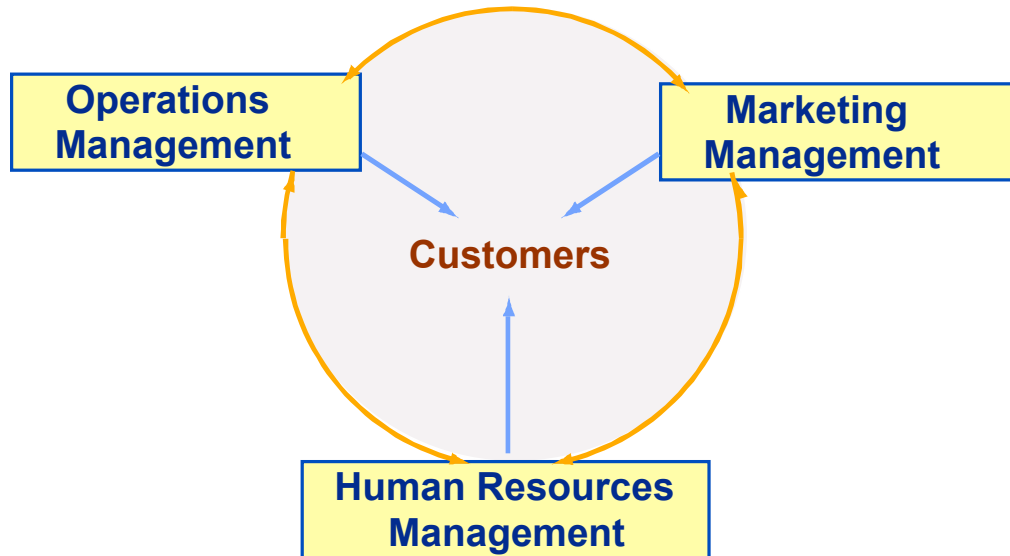 Operations
Management
Marketing
Management
Customers
Human Resources
Management